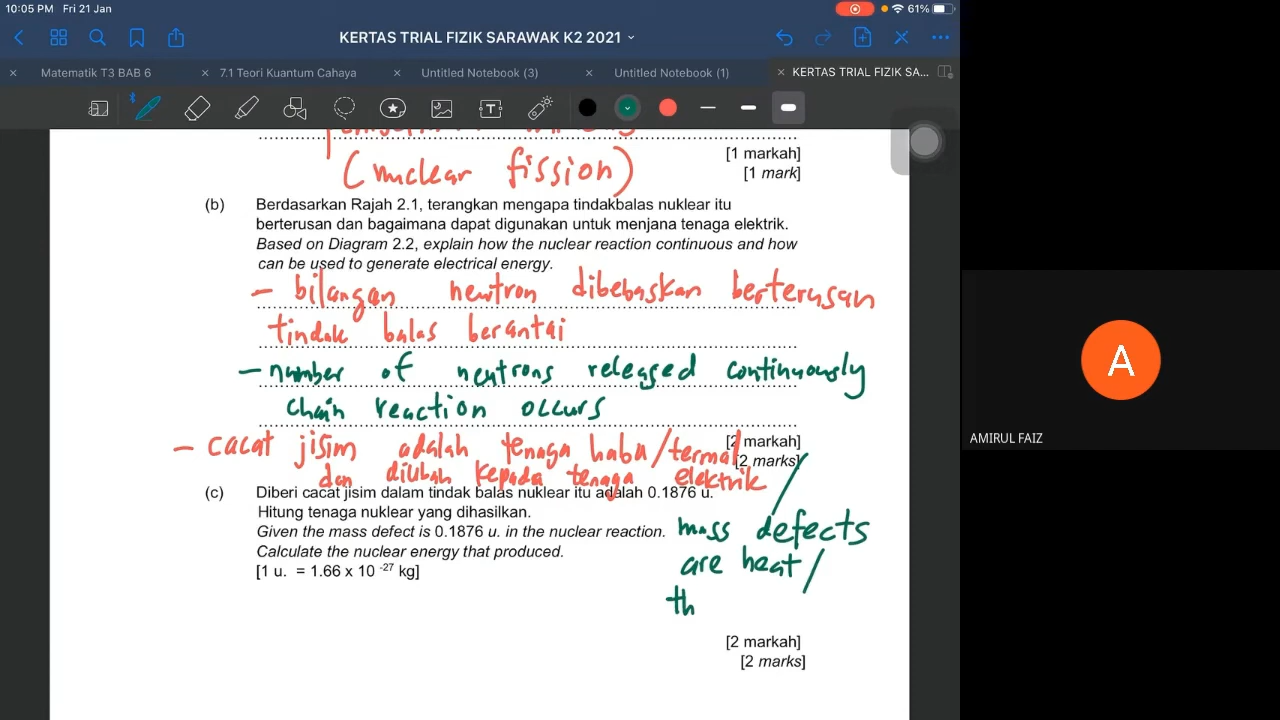 10:05 PM Fri 21 Jan
61%
KERTAS TRIAL FIZIK SARAWAK K2 2021
Matematik T3 BAB 6
7.1 Teori Kuantum Cahaya
Untitled Notebook (3)
Untitled Notebook (1)
KERTAS TRIAL FIZIK SA...
(nuclear fission)
[1 markah]
[1 mark]
(b) Berdasarkan Rajah 2.1, terangkan mengapa tindakbalas nuklear itu
berterusan dan bagaimana dapat digunakan untuk menjana tenaga elektrik.
Based on Diagram 2.2, explain how the nuclear reaction continuous and how
can be used to generate electrical energy.
- bilangan neutron dibebaskan berterusan
tindak balas berantai
- number of neutrons released continuously
chain reaction occurs
[2 markah]
[2 marks]
- cacat jisim adalah tenaga haba/termal
dan diubah kepada tenaga elektrik
(c) Diberi cacat jisim dalam tindak balas nuklear itu adalah 0.1876 u.
Hitung tenaga nuklear yang dihasilkan.
Given the mass defect is 0.1876 u. in the nuclear reaction.
Calculate the nuclear energy that produced.
[1 u. = 1.66 x 10 -27 kg]
/
mass defects
are heat/
th
[2 markah]
[2 marks]
A
AMIRUL FAIZ